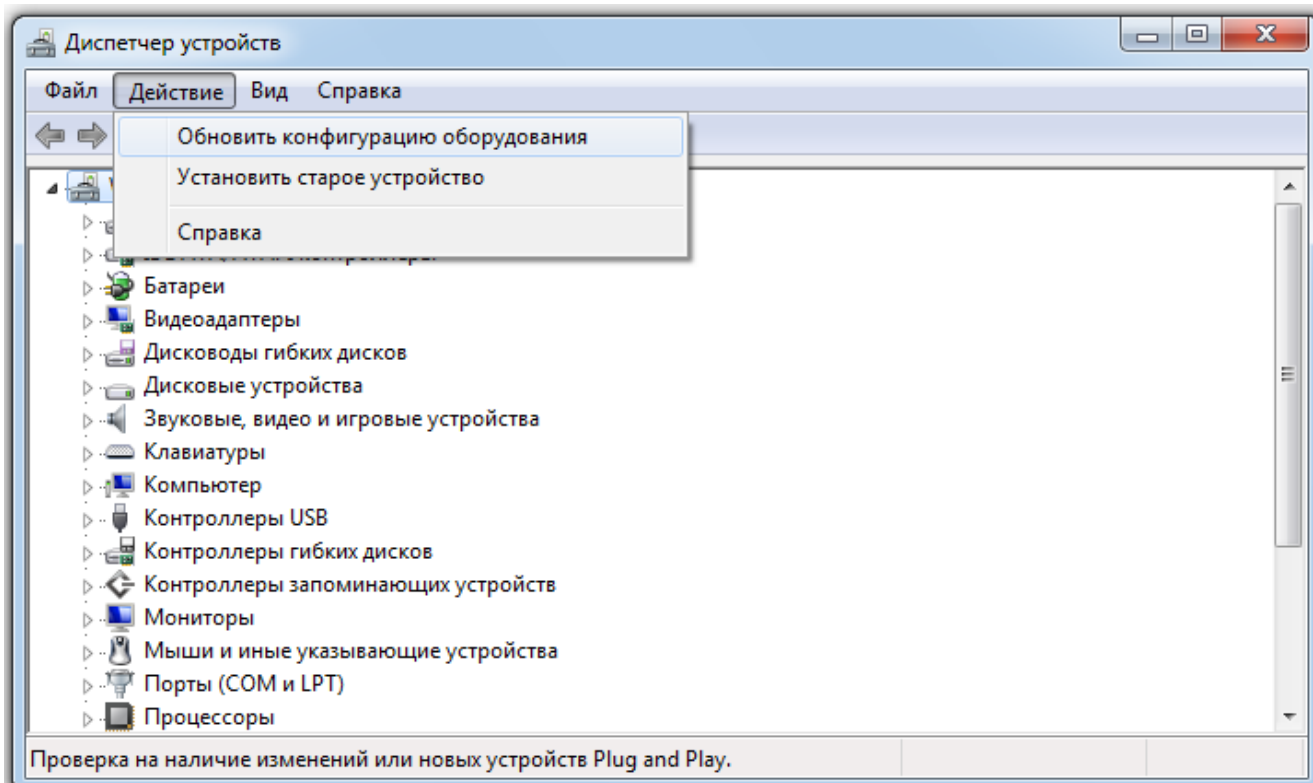 Диспетчер устройств
Файл Действие Вид Справка
Обновить конфигурацию оборудования
Установить старое устройство
Справка
Батареи
Видеоадаптеры
Дисководы гибких дисков
Дисковые устройства
Звуковые, видео и игровые устройства
Клавиатуры
Компьютер
Контроллеры USB
Контроллеры гибких дисков
Контроллеры запоминающих устройств
Мониторы
Мыши и иные указывающие устройства
Порты (COM и LPT)
Процессоры
Проверка на наличие изменений или новых устройств Plug and Play.